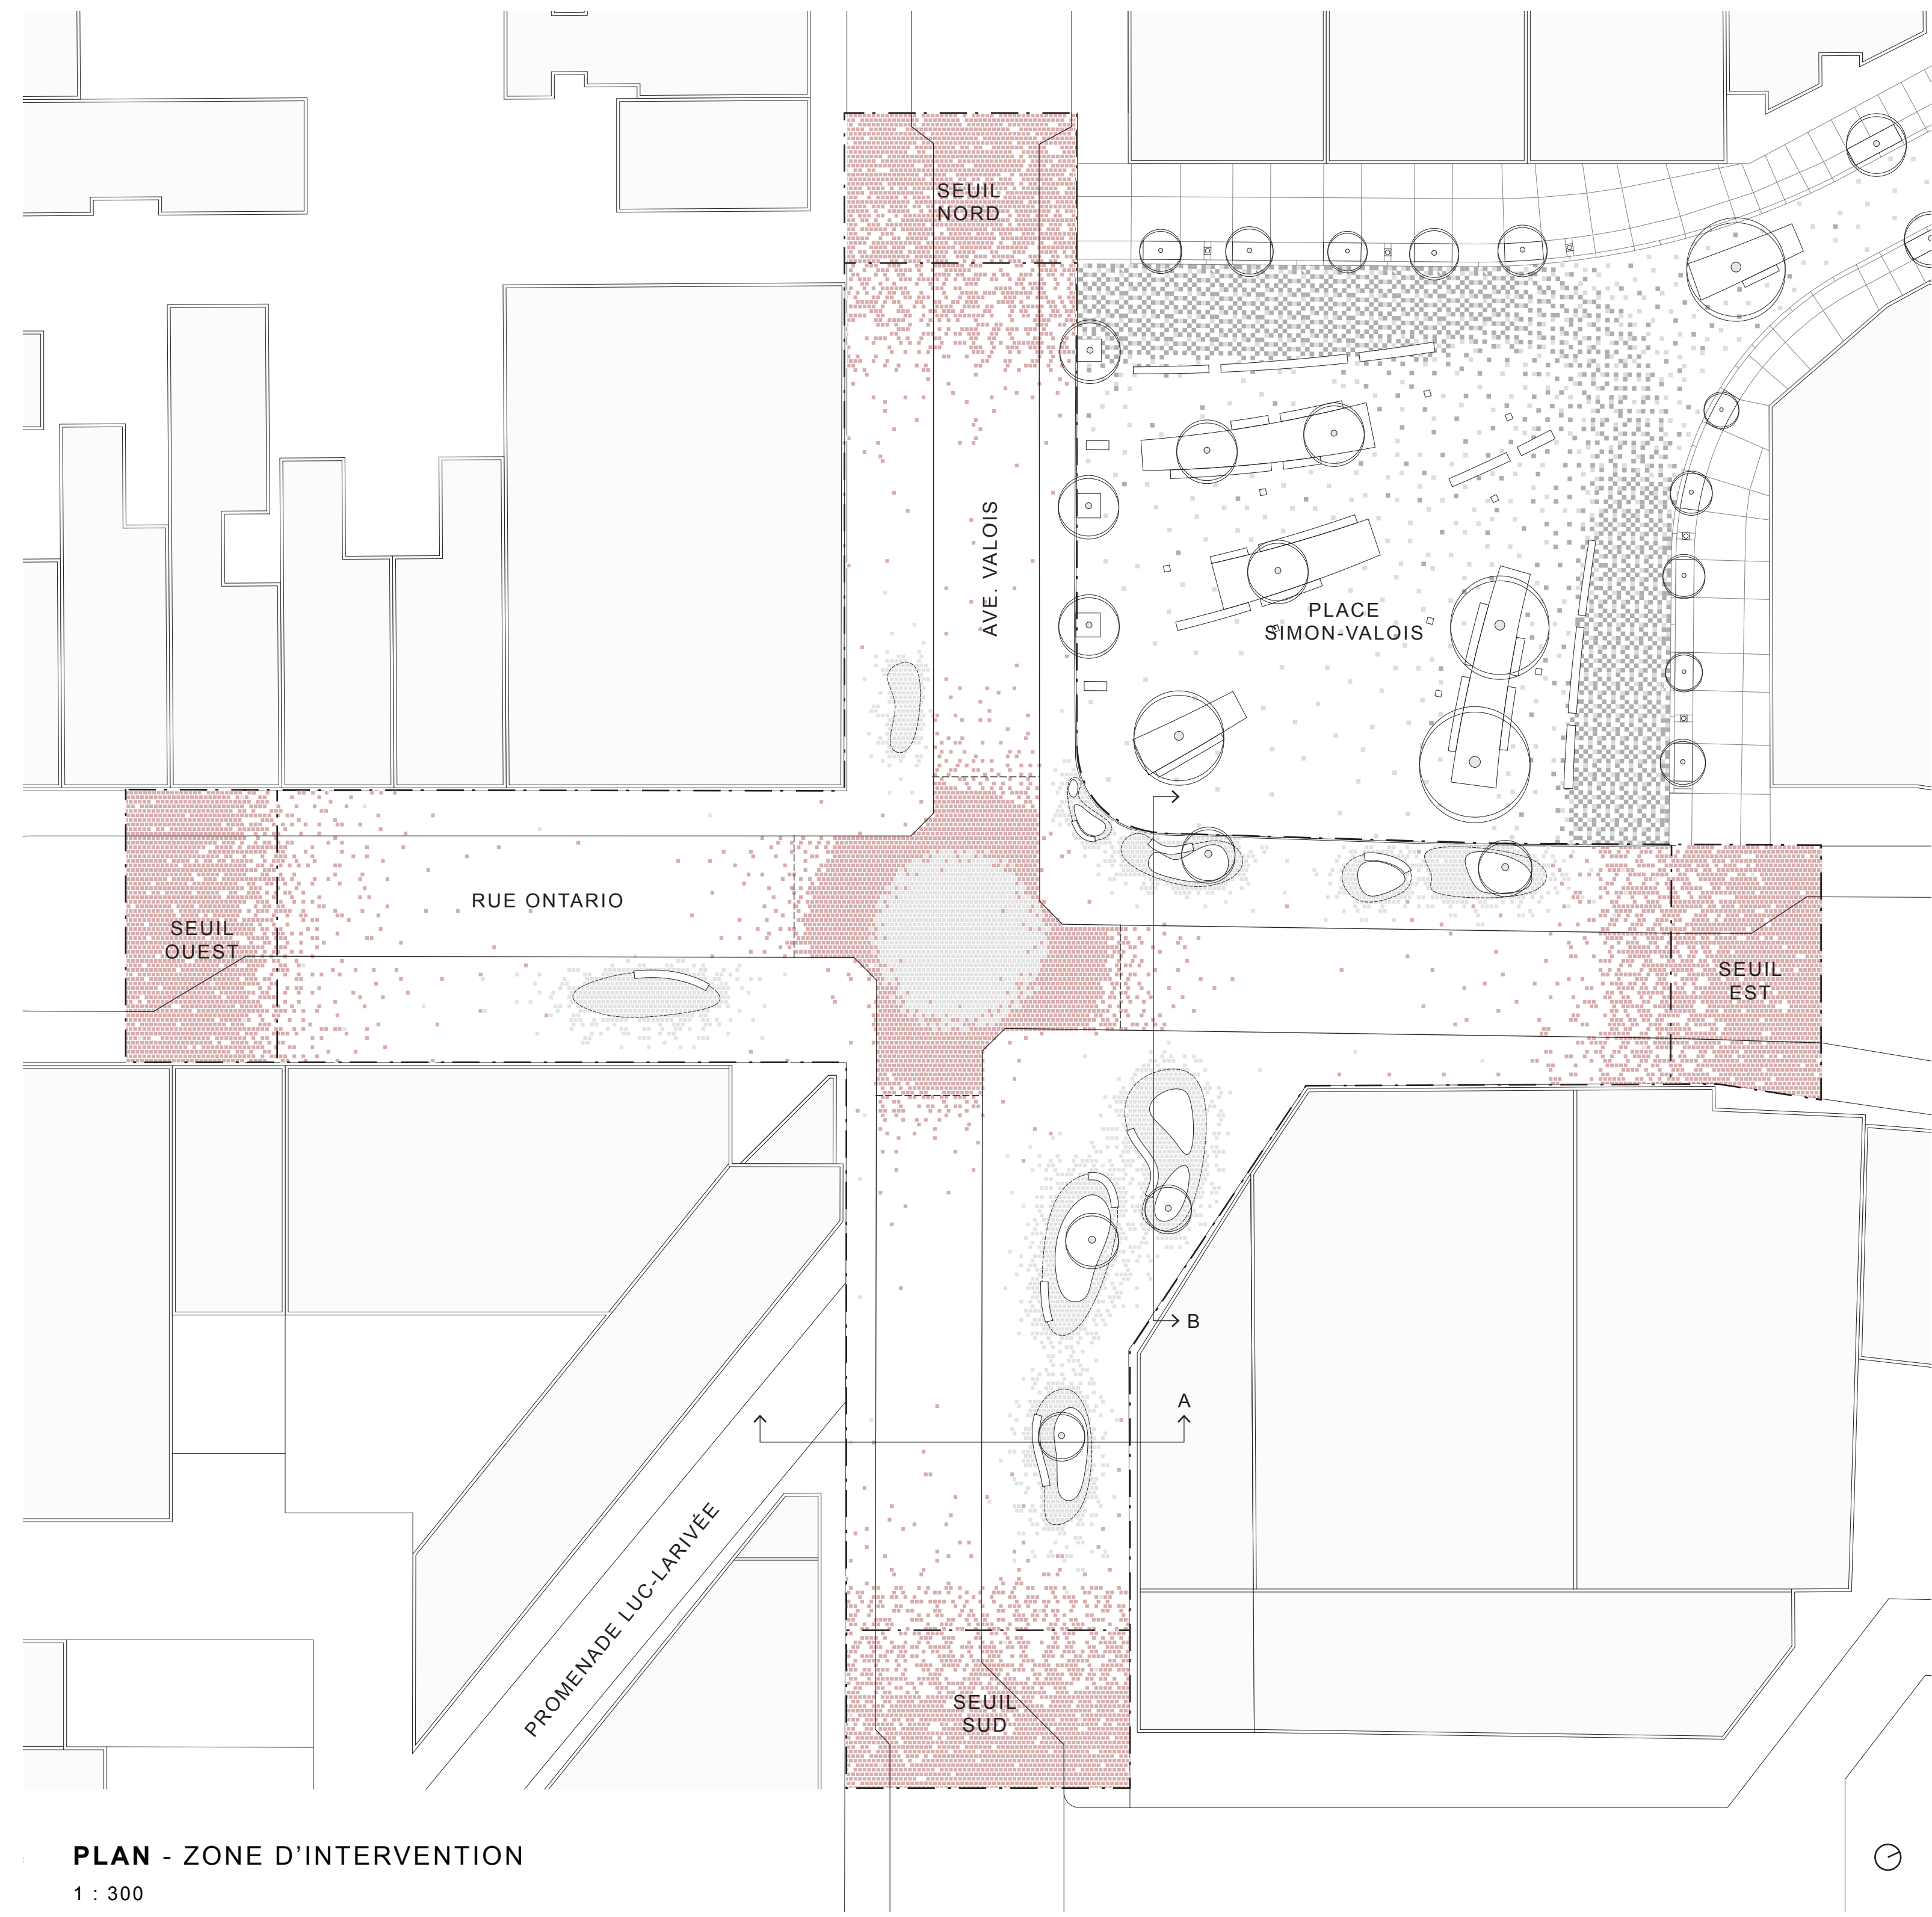 SEUIL
NORD
AVE. VALOIS
PLACE
SIMON-VALOIS
RUE ONTARIO
SEUIL
OUEST
SEUIL
EST
B
A
PROMENADE LUC-LARIVÉE
SEUIL
SUD
PLAN - ZONE D’INTERVENTION
1 : 300